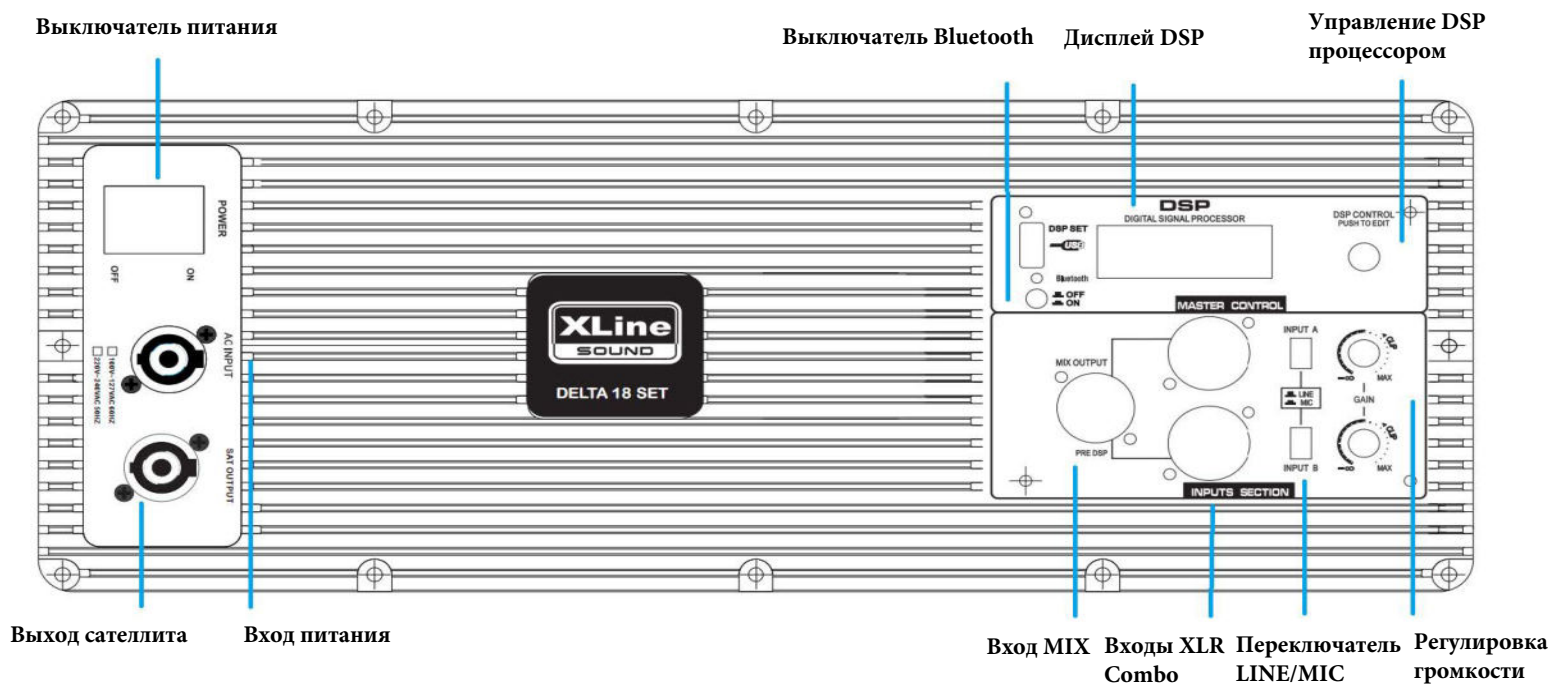 Выключатель питания
Выключатель Bluetooth
Дисплей DSP
Управление DSP
процессором
POWER
OFF
ON
AC INPUT
160V~127VAC 60HZ
220V~240VAC 50HZ
SAT OUTPUT
XLine
SOUND
DELTA 18 SET
DSP
DIGITAL SIGNAL PROCESSOR
DSP SET
USB
Bluetooth
OFF
ON
DSP CONTROL
PUSH TO EDIT
MASTER CONTROL
MIX OUTPUT
PRE DSP
INPUT A
LINE
MIC
INPUT B
CLIP
-∞
MAX
GAIN
CLIP
-∞
MAX
INPUTS SECTION
Выход сателлита
Вход питания
Вход MIX
Входы XLR
Combo
Переключатель
LINE/MIC
Регулировка
громкости